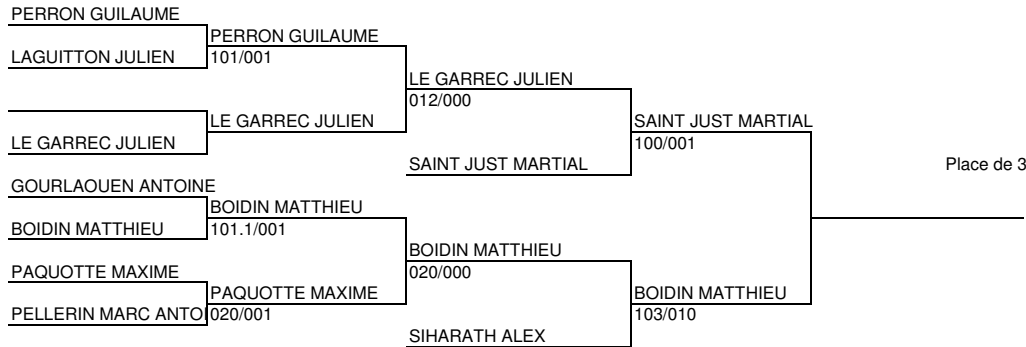 PERRON GUILAUME
PERRON GUILAUME
LAGUITTON JULIEN
101/001
LE GARREC JULIEN
012/000
LE GARREC JULIEN
SAINT JUST MARTIAL
LE GARREC JULIEN
100/001
SAINT JUST MARTIAL
Place de 3
GOURLAOUEN ANTOINE
BOIDIN MATTHIEU
BOIDIN MATTHIEU
101.1/001
BOIDIN MATTHIEU
PAQUOTTE MAXIME
020/000
PAQUOTTE MAXIME
BOIDIN MATTHIEU
PELLERIN MARC ANTOI
020/001
103/010
SIHARATH ALEX